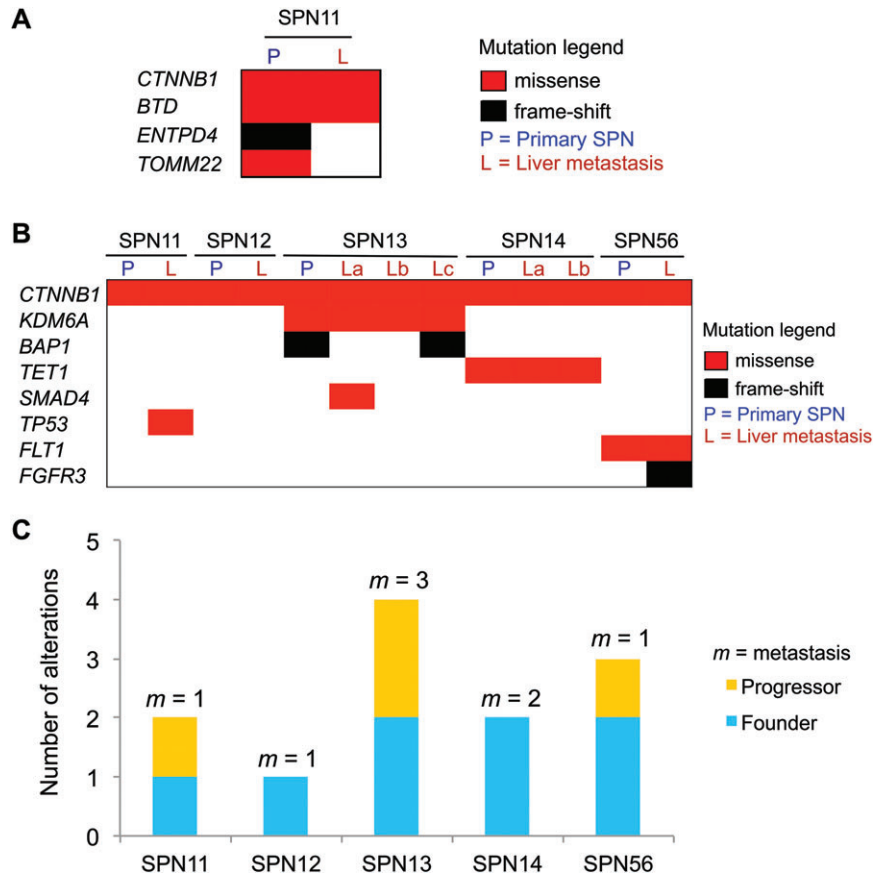 A
SPN11
P L
CTNNB1
BTD
ENTPD4
TOMM22
Mutation legend
missense
frame-shift
P = Primary SPN
L = Liver metastasis
B
SPN11 SPN12 SPN13 SPN14 SPN56
P L P L P La Lb Lc P La Lb P L
CTNNB1
KDM6A
BAP1
TET1
SMAD4
TP53
FLT1
FGFR3
Mutation legend
missense
frame-shift
P = Primary SPN
L = Liver metastasis
C
Number of alterations
5
4
3
2
1
0
m = 1
m = 1
m = 3
m = 2
m = 1
SPN11 SPN12 SPN13 SPN14 SPN56
m = metastasis
Progressor
Founder